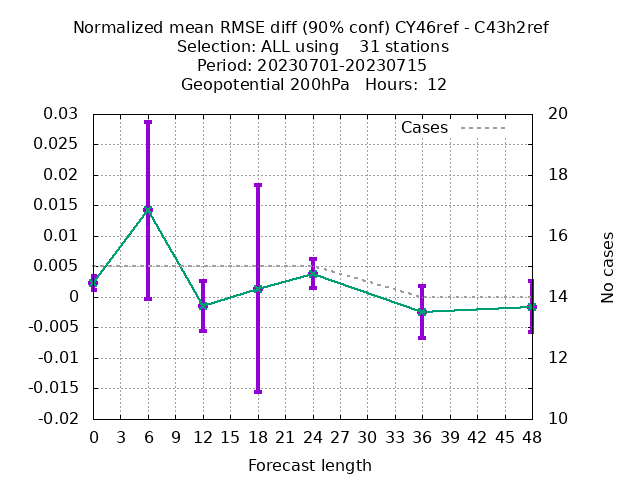 Normalized mean RMSE diff (90% conf) CY46ref - C43h2ref
Selection: ALL using    31 stations
Period: 20230701-20230715
Geopotential 200hPa   Hours:  12
0.03
0.025
0.02
0.015
0.01
0.005
0
-0.005
-0.01
-0.015
-0.02
Cases
20
18
16
14
12
10
No cases
0 3 6 9 12 15 18 21 24 27 30 33 36 39 42 45 48
Forecast length